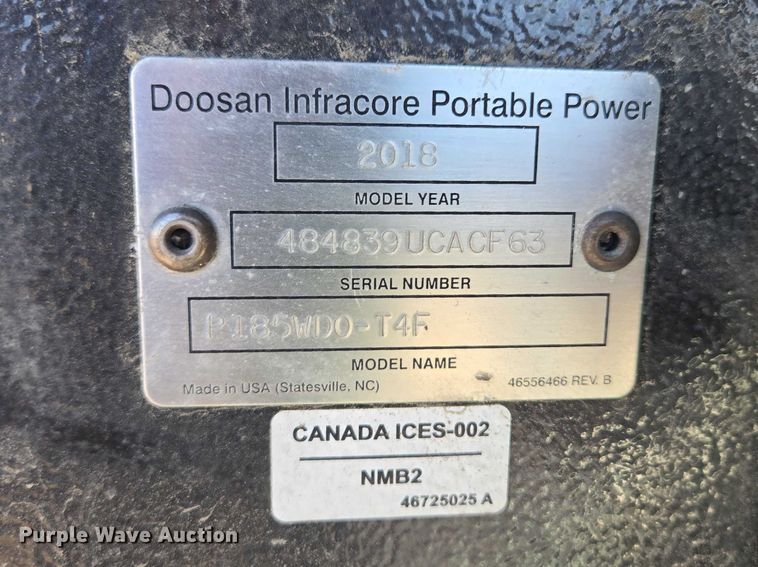 Doosan Infracore Portable Power
2018
MODEL YEAR
484839UCACF63
SERIAL NUMBER
P185WDO-T4F
MODEL NAME
Made in USA (Statesville, NC) 46556466 REV. B
CANADA ICES-002
NMB2
46725025 A
Purple Wave Auction